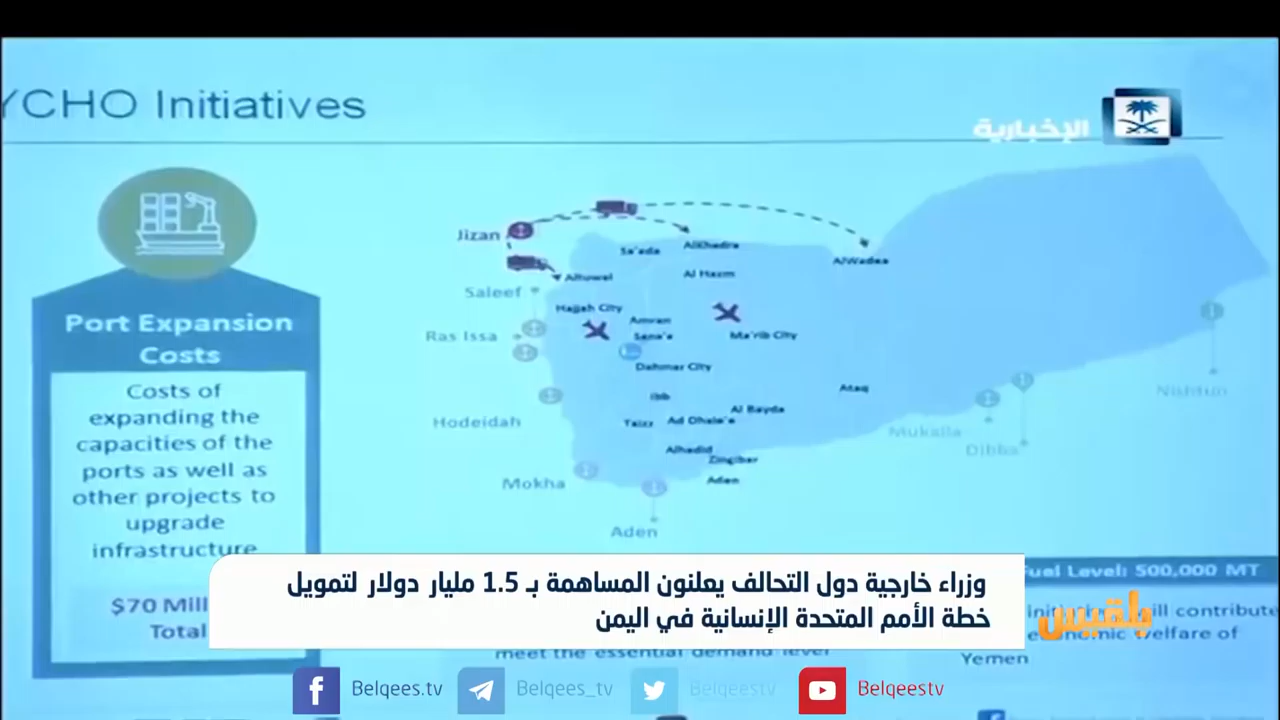 YCHO Initiatives
الإخبارية
Port Expansion
Costs
Costs of
expanding the
capacities of the
ports as well as
other projects to
upgrade
infrastructure
$70 Mill
Total
Jizan
Sa'ada
AlKhadra
AlWadea
Altuwal
Al Hazm
Saleef
Hajjah City
Amran
Ras Issa
Sana'a
Ma'rib City
Dahmar City
Ataq
Nishtun
Ibb
Al Bayda
Hodeidah
Taizz
Ad Dhale'e
Mukalla
Alhadid
Dibba
Zingibar
Mokha
Aden
Aden
وزراء خارجية دول التحالف يعلنون المساهمة بـ 1.5 مليار دولار لتمويل
خطة الأمم المتحدة الإنسانية في اليمن
Fuel Level: 500,000 MT
ill contribute
welfare of
Yemen
بلقيس
meet the essential demand level
Belqees.tv
Belqees_tv
Belqeestv
Belqeestv